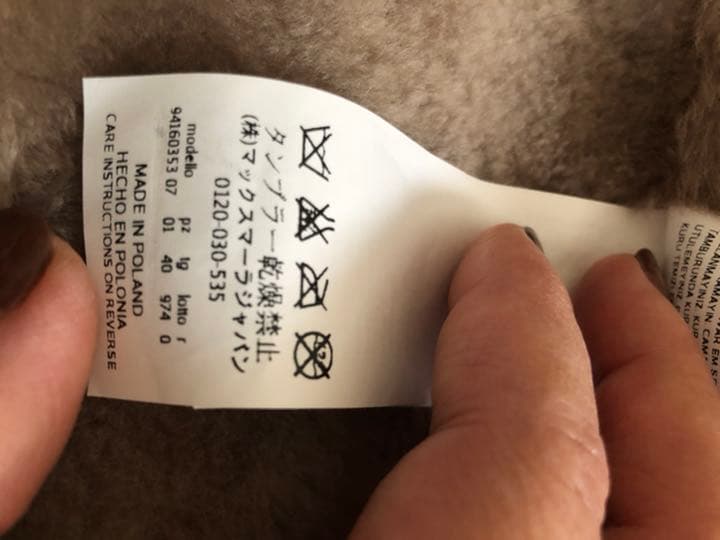 タンブラー乾燥禁止
(株)マックスマーラジャパン
0120-030-535
modello pz tg lotto r
94160353 07 01 40 974 0
MADE IN POLAND
HECHO EN POLONIA
CARE INSTRUCTIONS ON REVERSE